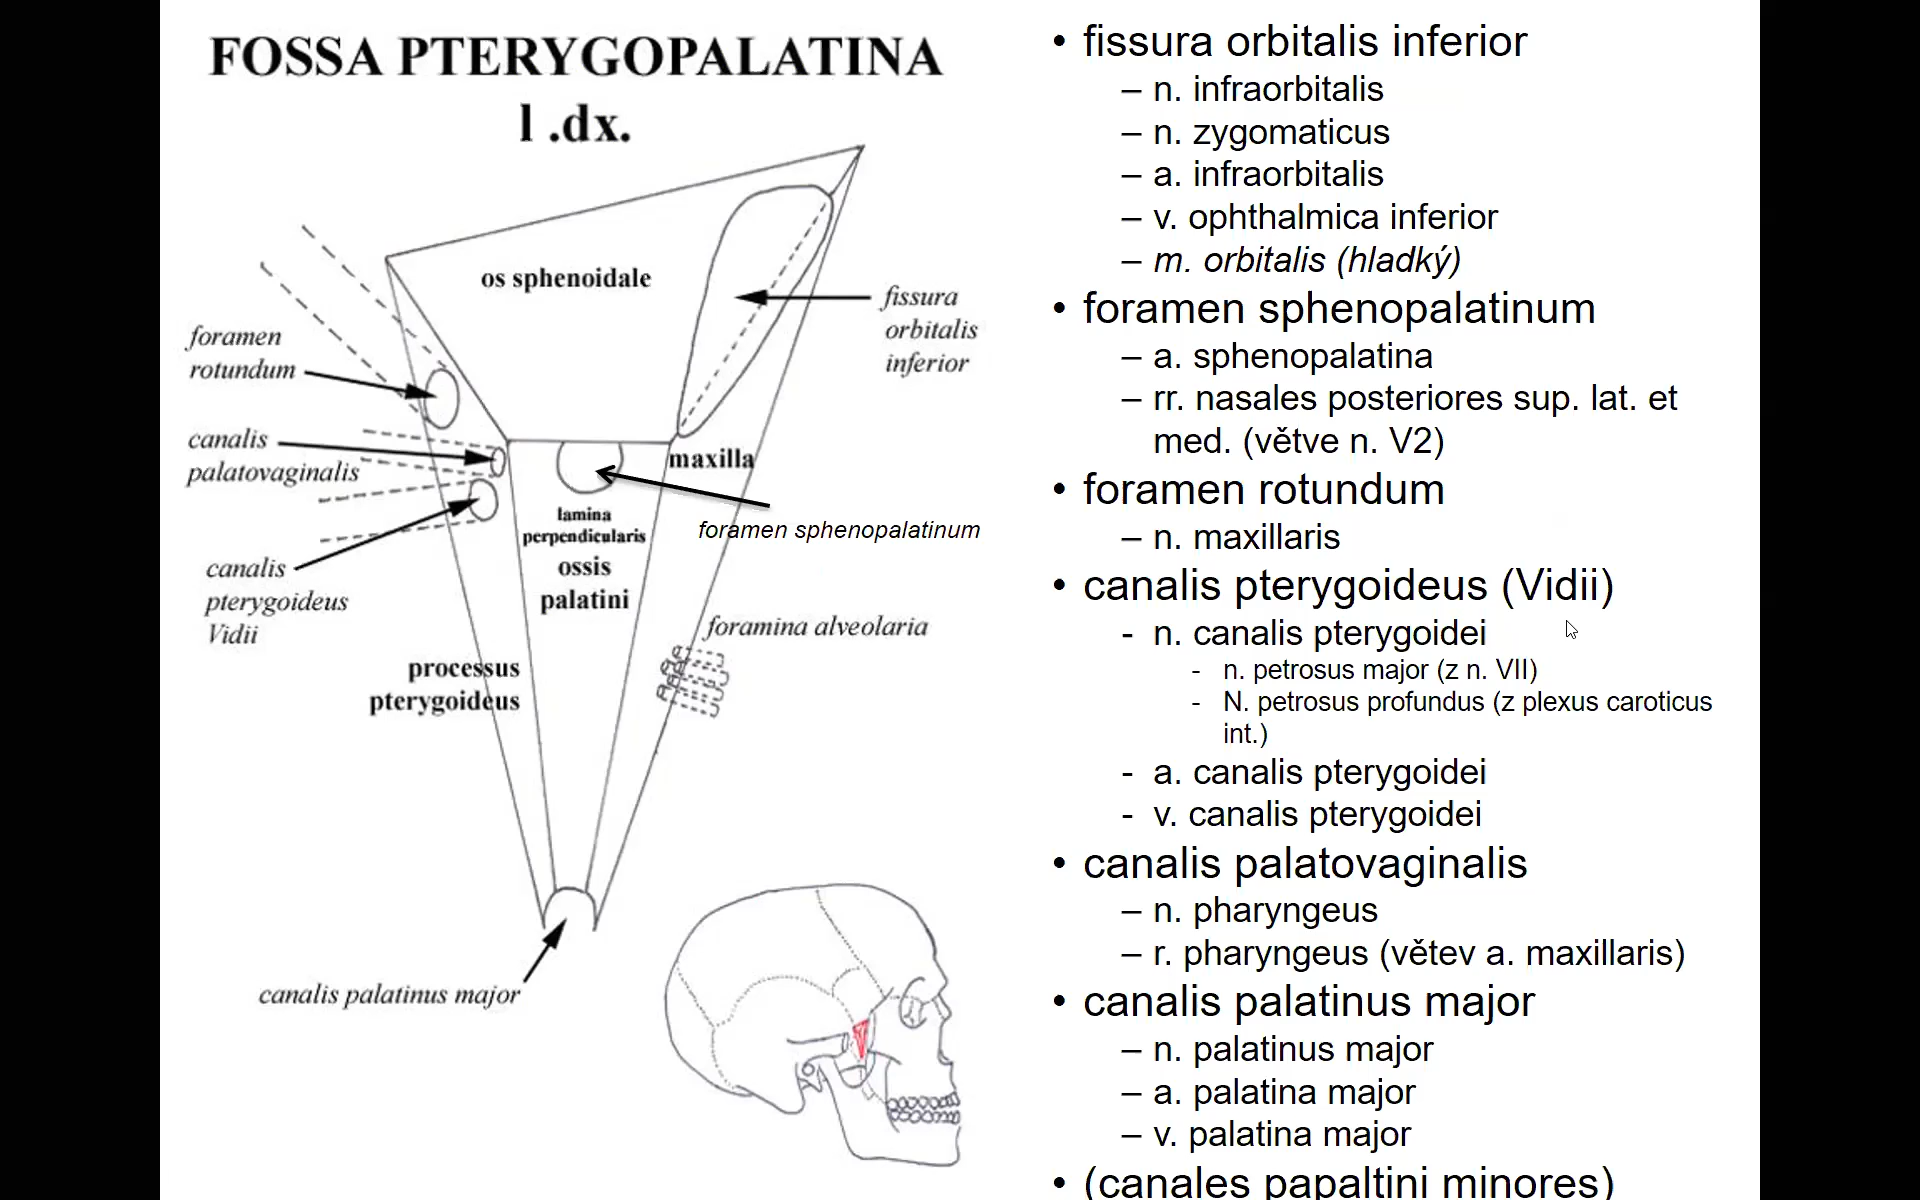 FOSSA PTERYGOPALATINA
l .dx.
os sphenoidale
fissura
orbitalis
inferior
foramen
rotundum
canalis
palatovaginalis
maxilla
lamina
perpendicularis
ossis
palatini
foramen sphenopalatinum
canalis
pterygoideus
Vidii
foramina alveolaria
processus
pterygoideus
canalis palatinus major
• fissura orbitalis inferior
– n. infraorbitalis
– n. zygomaticus
– a. infraorbitalis
– v. ophthalmica inferior
– m. orbitalis (hladký)
• foramen sphenopalatinum
– a. sphenopalatina
– rr. nasales posteriores sup. lat. et
med. (větve n. V2)
• foramen rotundum
– n. maxillaris
• canalis pterygoideus (Vidii)
- n. canalis pterygoidei
- n. petrosus major (z n. VII)
- N. petrosus profundus (z plexus caroticus
int.)
- a. canalis pterygoidei
- v. canalis pterygoidei
• canalis palatovaginalis
– n. pharyngeus
– r. pharyngeus (větev a. maxillaris)
• canalis palatinus major
– n. palatinus major
– a. palatina major
– v. palatina major
• (canales papaltini minores)